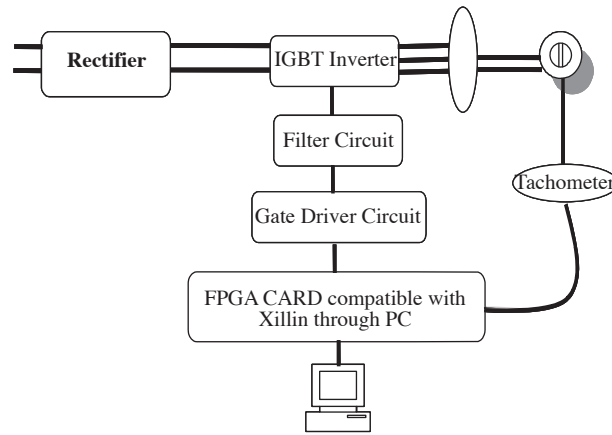 Rectifier
IGBT Inverter
Filter Circuit
Tachometer
Gate Driver Circuit
FPGA CARD compatible with
Xillin through PC